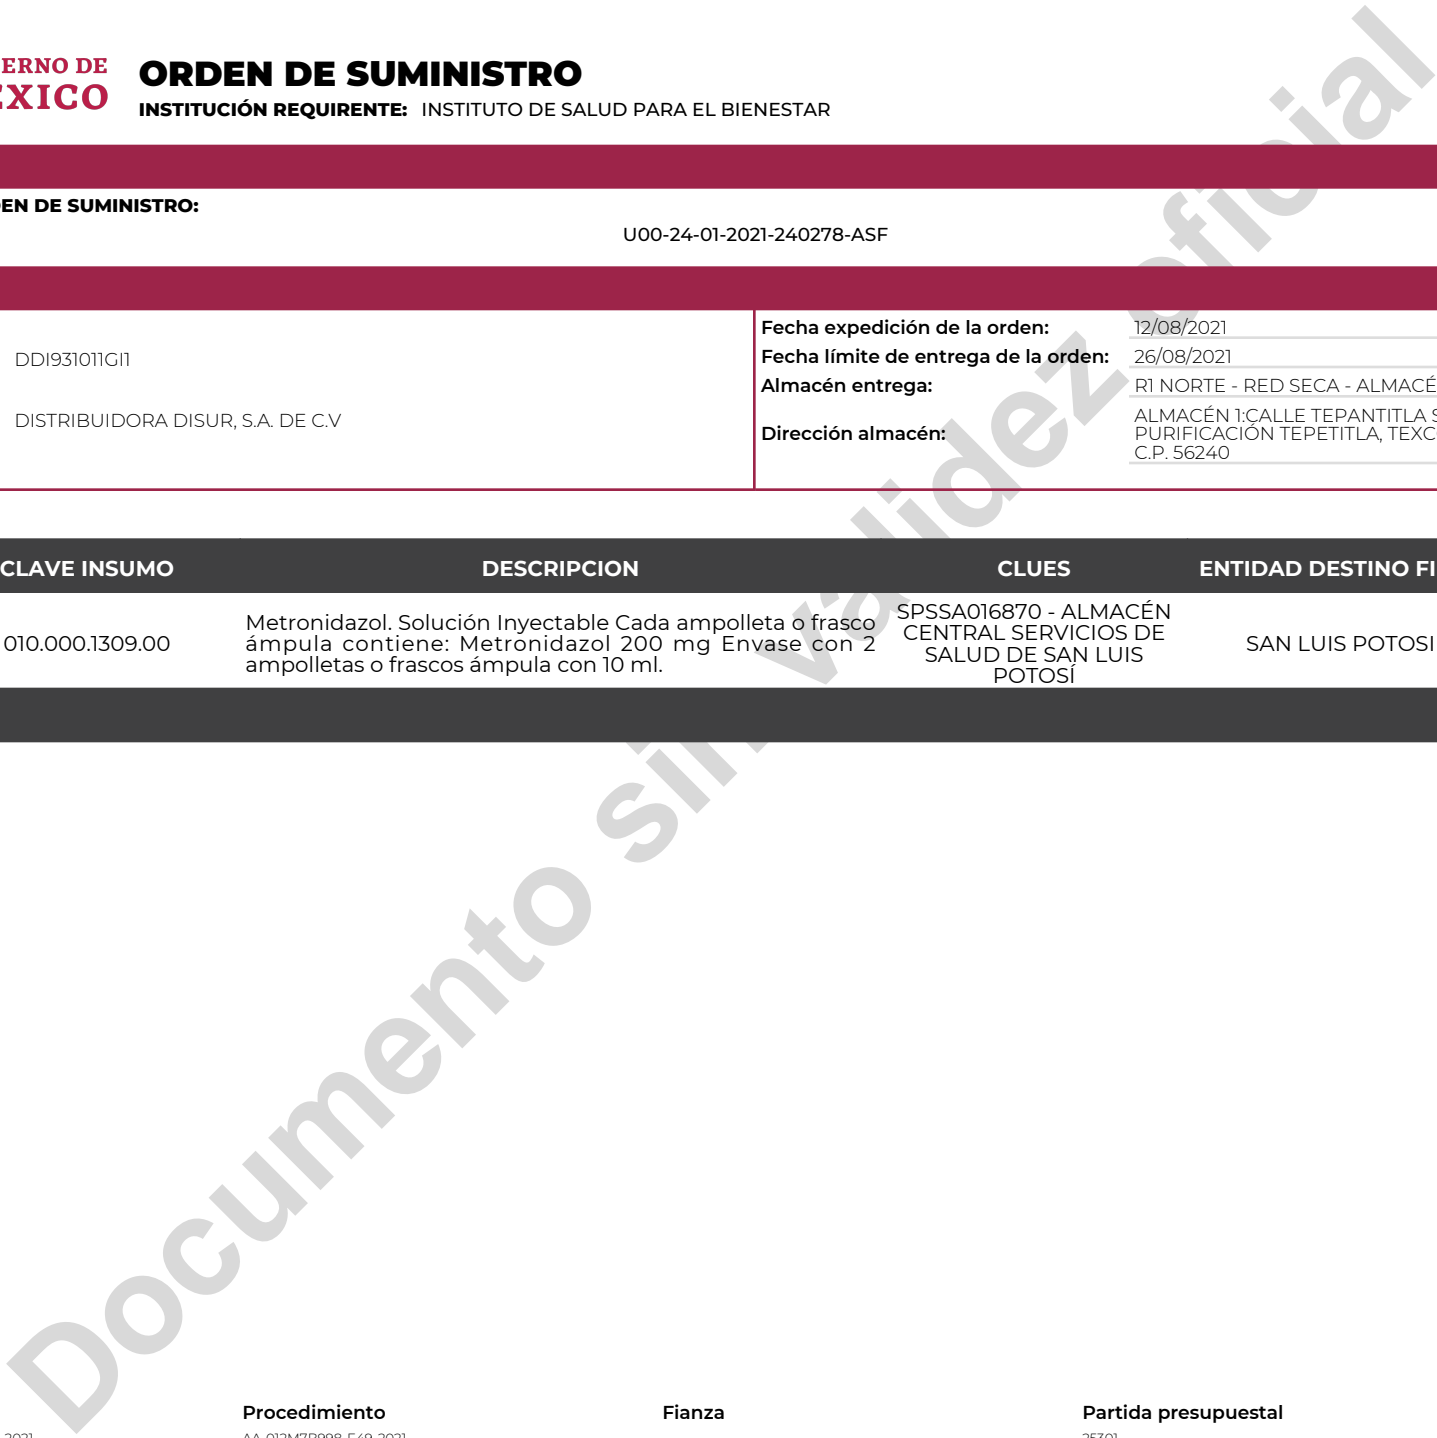 ERNO DE
ORDEN DE SUMINISTRO
INSTITUCIÓN REQUIRENTE: INSTITUTO DE SALUD PARA EL BIENESTAR
EN DE SUMINISTRO:
U00-24-01-2021-240278-ASF
DDI931011GI1
DISTRIBUIDORA DISUR, S.A. DE C.V
Fecha expedición de la orden: 12/08/2021
Fecha límite de entrega de la orden: 26/08/2021
Almacén entrega: R1 NORTE - RED SECA - ALMACÉ
Dirección almacén:
ALMACÉN 1:CALLE TEPANTITLA S
PURIFICACIÓN TEPETITLA, TEXC
C.P. 56240
CLAVE INSUMO DESCRIPCION CLUES ENTIDAD DESTINO FI
010.000.1309.00
Metronidazol. Solución Inyectable Cada ampolleta o frasco
ámpula contiene: Metronidazol 200 mg Envase con 2
ampolletas o frascos ámpula con 10 ml.
SPSSA016870 - ALMACÉN
CENTRAL SERVICIOS DE
SALUD DE SAN LUIS
POTOSÍ
SAN LUIS POTOSI
Documento sin validez oficial
Procedimiento Fianza Partida presupuestal